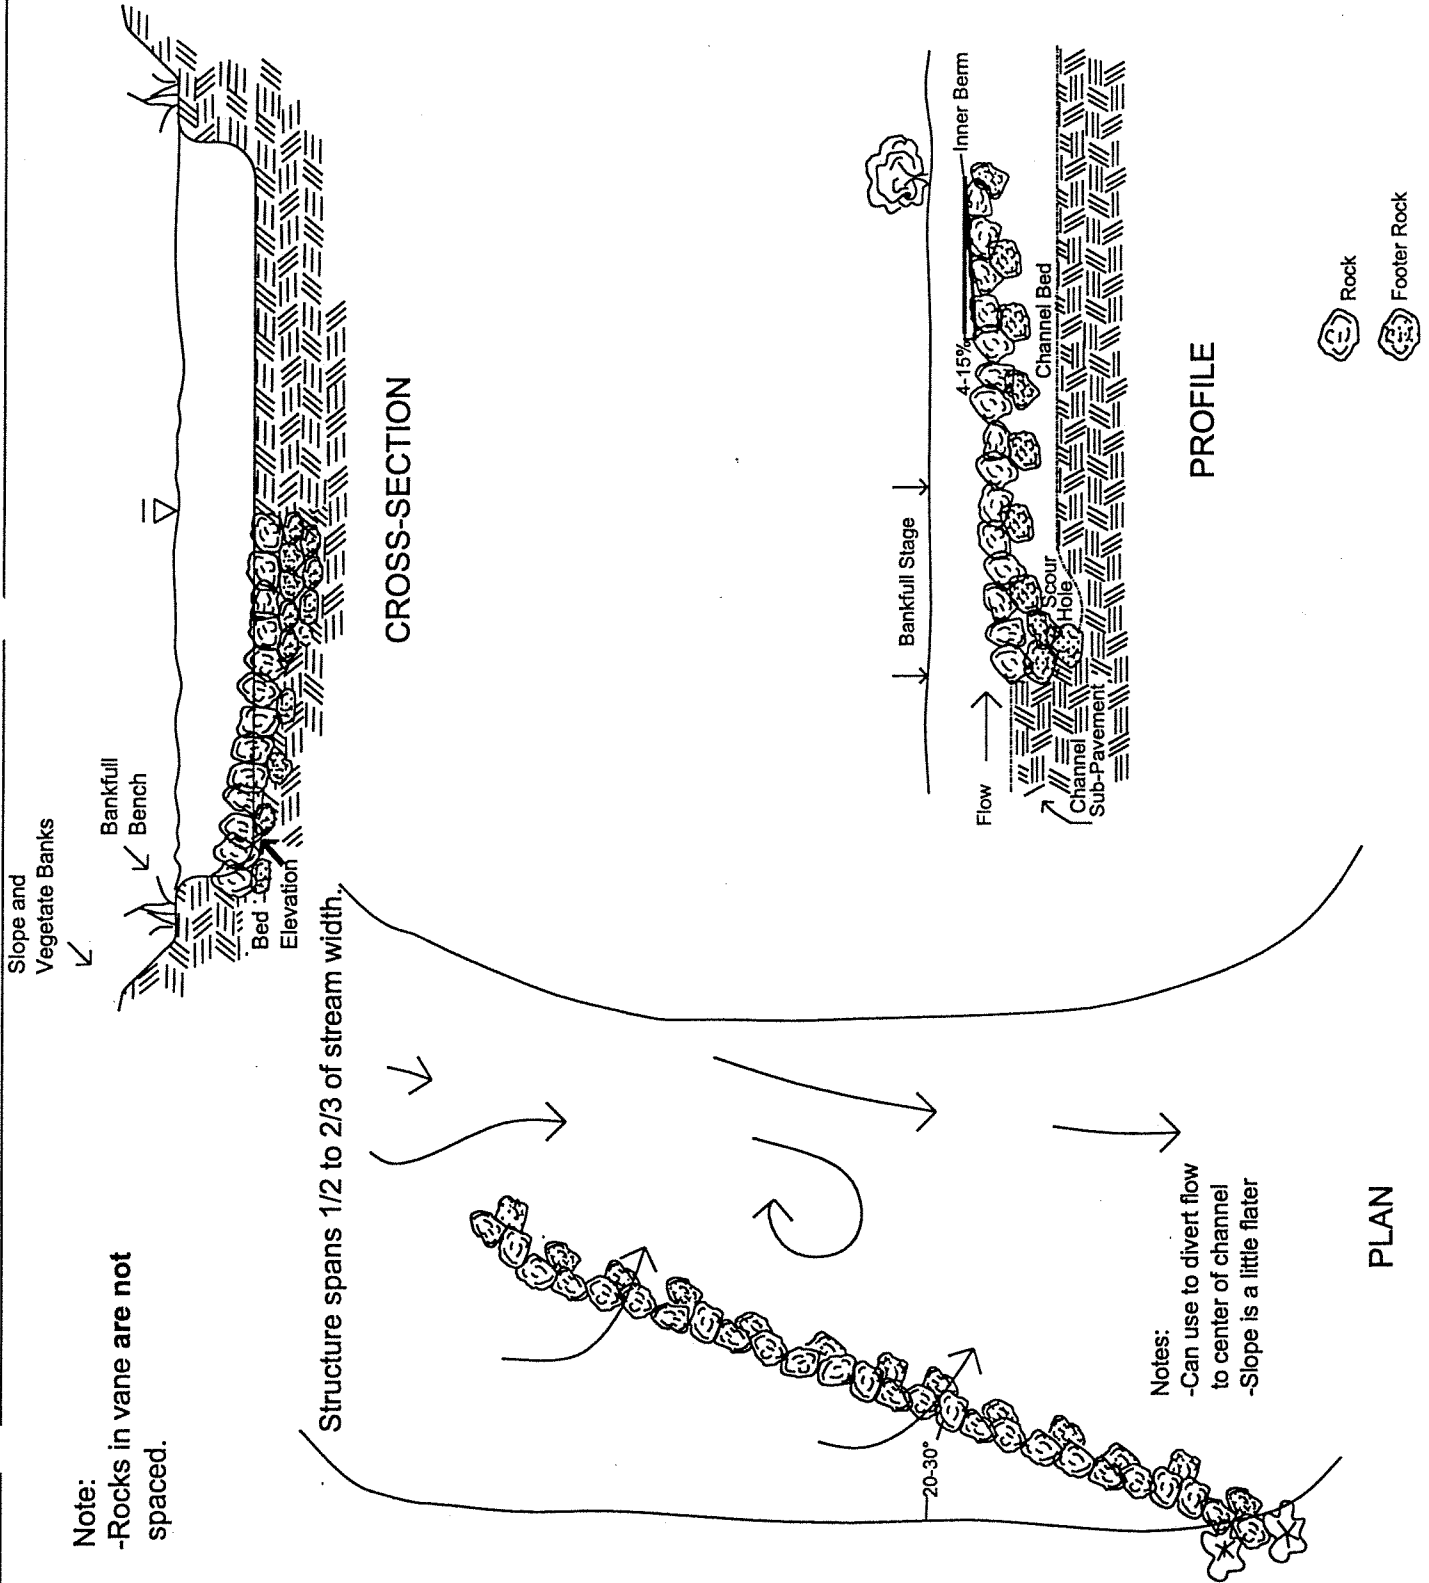 Note:
-Rocks in vane are not
spaced.
Slope and
Vegetate Banks
Bankfull
Bench
Bed
Elevation
CROSS-SECTION
Structure spans 1/2 to 2/3 of stream width.
20-30°
Notes:
-Can use to divert flow
to center of channel
-Slope is a little flater
PLAN
Flow
Bankfull Stage
4-15%
Inner Berm
Channel Bed
Scour
Hole
Channel
Sub-Pavement
PROFILE
Rock
Footer Rock